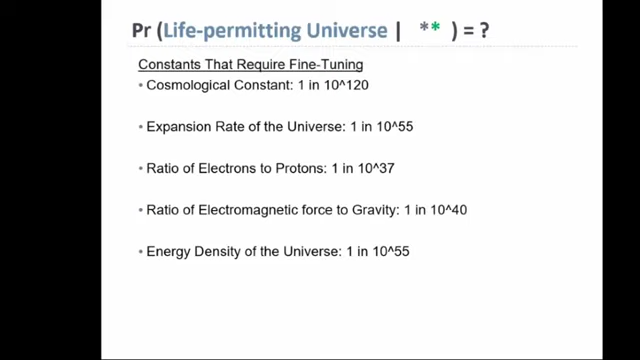 Pr (Life-permitting Universe | ** ) = ?
Constants That Require Fine-Tuning
• Cosmological Constant: 1 in 10^120
• Expansion Rate of the Universe: 1 in 10^55
• Ratio of Electrons to Protons: 1 in 10^37
• Ratio of Electromagnetic force to Gravity: 1 in 10^40
• Energy Density of the Universe: 1 in 10^55